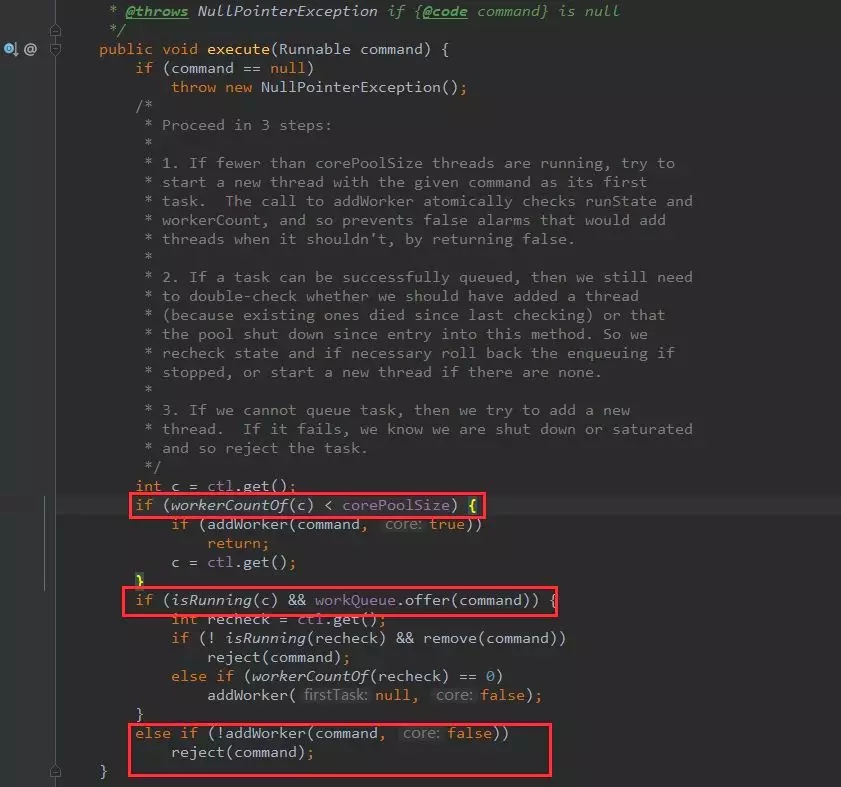 * @throws NullPointerException if {@code command} is null
*/
@ public void execute(Runnable command) {
if (command == null)
throw new NullPointerException();
/*
* Proceed in 3 steps:
*
* 1. If fewer than corePoolSize threads are running, try to
* start a new thread with the given command as its first
* task.  The call to addWorker atomically checks runState and
* workerCount, and so prevents false alarms that would add
* threads when it shouldn't, by returning false.
*
* 2. If a task can be successfully queued, then we still need
* to double-check whether we should have added a thread
* (because existing ones died since last checking) or that
* the pool shut down since entry into this method. So we
* recheck state and if necessary roll back the enqueuing if
* stopped, or start a new thread if there are none.
*
* 3. If we cannot queue task, then we try to add a new
* thread.  If it fails, we know we are shut down or saturated
* and so reject the task.
*/
int c = ctl.get();
if (workerCountOf(c) < corePoolSize) {
if (addWorker(command, core: true))
return;
c = ctl.get();
}
if (isRunning(c) && workQueue.offer(command)) {
int recheck = ctl.get();
if (! isRunning(recheck) && remove(command))
reject(command);
else if (workerCountOf(recheck) == 0)
addWorker( firstTask: null, core: false);
}
else if (!addWorker(command, core: false))
reject(command);
}